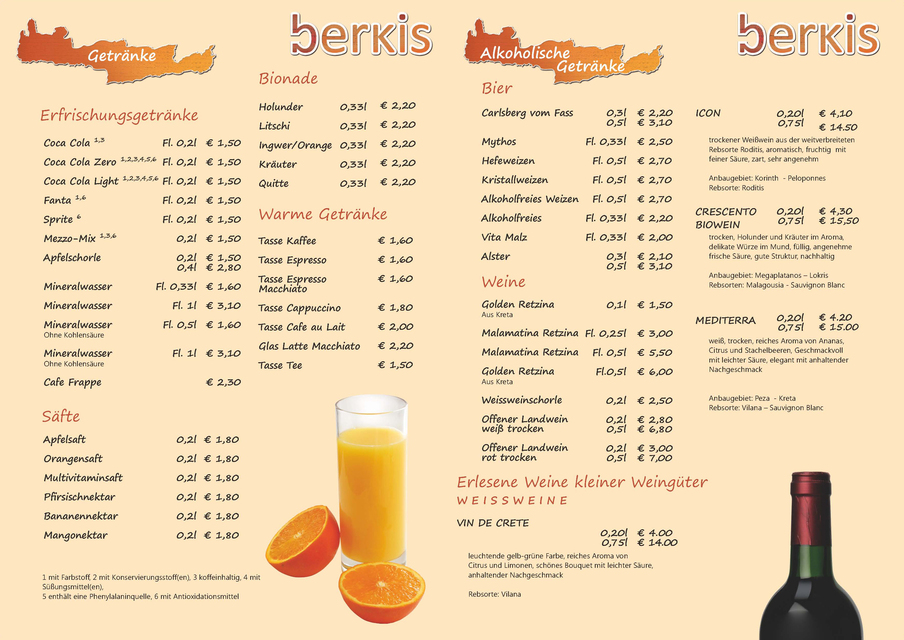 Getränke
berkis
Erfrischungsgetränke
Coca Cola 1,3 Fl. 0,2l € 1,50
Coca Cola Zero 1,2,3,4,5,6 Fl. 0,2l € 1,50
Coca Cola Light 1,2,3,4,5,6 Fl. 0,2l € 1,50
Fanta 1,6 Fl. 0,2l € 1,50
Sprite 6 Fl. 0,2l € 1,50
Mezzo-Mix 1,3,6 0,2l € 1,50
Apfelschorle 0,2l € 1,50
0,4l € 2,80
Mineralwasser Fl. 0,33l € 1,60
Mineralwasser Fl. 1l € 3,10
Mineralwasser Fl. 0,5l € 1,60
Ohne Kohlensäure
Mineralwasser Fl. 1l € 3,10
Ohne Kohlensäure
Cafe Frappe € 2,30
Säfte
Apfelsaft 0,2l € 1,80
Orangensaft 0,2l € 1,80
Multivitaminsaft 0,2l € 1,80
Pfirsischnektar 0,2l € 1,80
Bananennektar 0,2l € 1,80
Mangonektar 0,2l € 1,80
1 mit Farbstoff, 2 mit Konservierungsstoff(en), 3 koffeinhaltig, 4 mit
Süßungsmittel(en),
5 enthält eine Phenylalaninquelle, 6 mit Antioxidationsmittel
Bionade
Holunder 0,33l € 2,20
Litschi 0,33l € 2,20
Ingwer/Orange 0,33l € 2,20
Kräuter 0,33l € 2,20
Quitte 0,33l € 2,20
Warme Getränke
Tasse Kaffee € 1,60
Tasse Espresso € 1,60
Tasse Espresso € 1,60
Macchiato
Tasse Cappuccino € 1,80
Tasse Cafe au Lait € 2,00
Glas Latte Macchiato € 2,20
Tasse Tee € 1,50
Alkoholische
Getränke
berkis
Bier
Carlsberg vom Fass 0,3l € 2,20
0,5l € 3,10
Mythos Fl. 0,33l € 2,50
Hefeweizen Fl. 0,5l € 2,70
Kristallweizen Fl. 0,5l € 2,70
Alkoholfreies Weizen Fl. 0,5l € 2,70
Alkoholfreies Fl. 0,33l € 2,20
Vita Malz Fl. 0,33l € 2,00
Alster 0,3l € 2,10
0,5l € 3,10
Weine
Golden Retzina 0,1l € 1,50
Aus Kreta
Malamatina Retzina Fl. 0,25l € 3,00
Malamatina Retzina Fl. 0,5l € 5,50
Golden Retzina Fl.0,5l € 6,00
Aus Kreta
Weissweinschorle 0,2l € 2,50
Offener Landwein 0,2l € 2,80
weiß trocken 0,5l € 6,80
Offener Landwein 0,2l € 3,00
rot trocken 0,5l € 7,00
Erlesene Weine kleiner Weingüter
WEISSWEINE
VIN DE CRETE
0,20l € 4.00
0,75l € 14.00
leuchtende gelb-grüne Farbe, reiches Aroma von
Citrus und Limonen, schönes Bouquet mit leichter Säure,
anhaltender Nachgeschmack
Rebsorte: Vilana
ICON 0,20l € 4,10
0,75l € 14.50
trockener Weißwein aus der weitverbreiteten
Rebsorte Roditis, aromatisch, fruchtig mit
feiner Säure, zart, sehr angenehm
Anbaugebiet: Korinth - Peloponnes
Rebsorte: Roditis
CRESCENTO 0,20l € 4,30
BIOWEIN 0,75l € 15,50
trocken, Holunder und Kräuter im Aroma,
delikate Würze im Mund, füllig, angenehme
frische Säure, gute Struktur, nachhaltig
Anbaugebiet: Megaplatanos – Lokris
Rebsorten: Malagousia - Sauvignon Blanc
MEDITERRA 0,20l € 4.20
0,75l € 15.00
weiß, trocken, reiches Aroma von Ananas,
Citrus und Stachelbeeren, Geschmackvoll
mit leichter Säure, elegant mit anhaltender
Nachgeschmack
Anbaugebiet: Peza - Kreta
Rebsorte: Vilana – Sauvignon Blanc